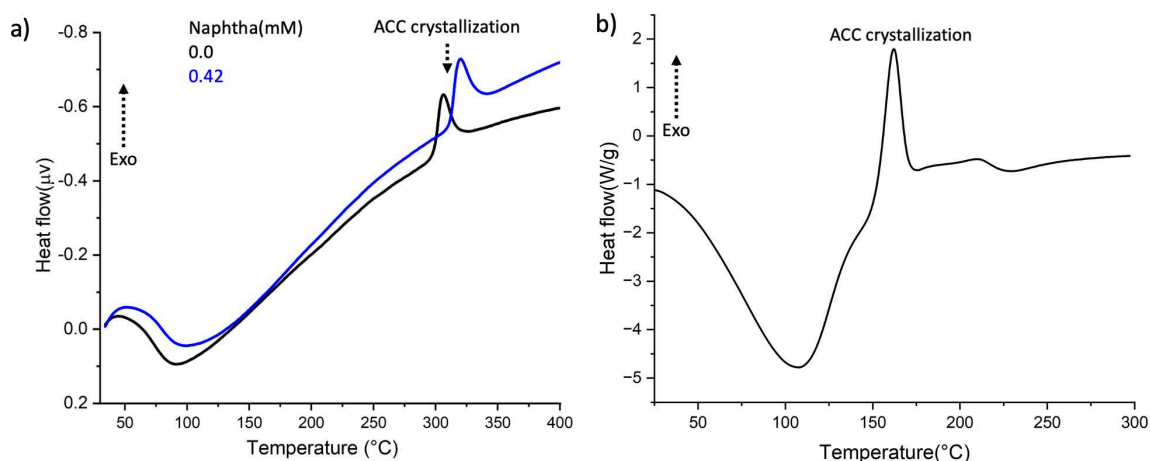 a)
Naphtha(mM)
0.0
0.42
ACC crystallization
Exo
Heat flow(μv)
-0.8
-0.6
-0.4
-0.2
0.0
0.2
50
100
150
200
250
300
350
400
Temperature (°C)
b)
ACC crystallization
Exo
Heat flow(W/g)
2
1
0
−1
−2
−3
−4
−5
50
100
150
200
250
300
Temperature(°C)